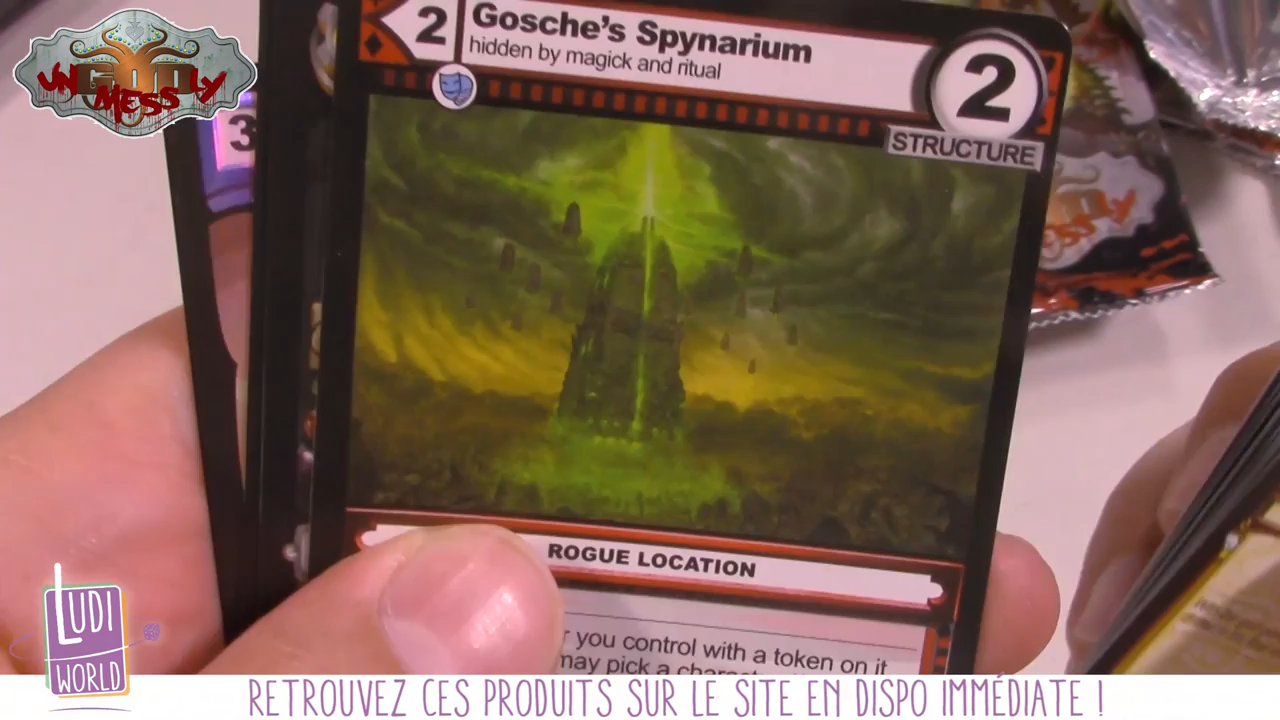 UNGODLY
MESS
2
Gosche's Spynarium
hidden by magick and ritual
2
STRUCTURE
3
ROGUE LOCATION
you control with a token on it
may pick a
LUDI
WORLD
RETROUVEZ CES PRODUITS SUR LE SITE EN DISPO IMMÉDIATE !